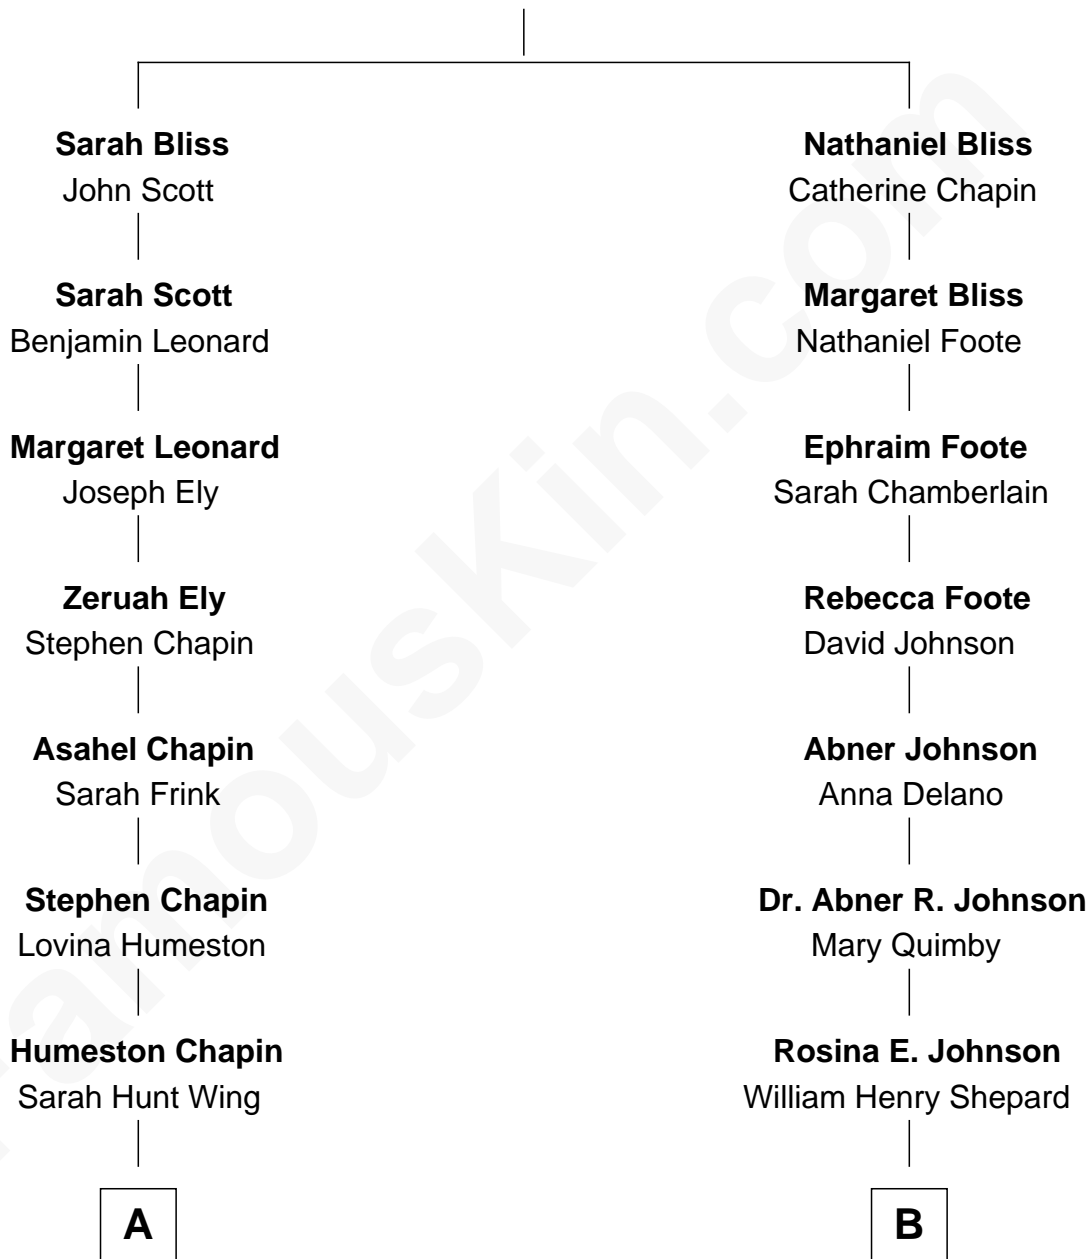 Sarah Bliss
John Scott
Nathaniel Bliss
Catherine Chapin
Sarah Scott
Benjamin Leonard
Margaret Bliss
Nathaniel Foote
Margaret Leonard
Joseph Ely
Ephraim Foote
Sarah Chamberlain
Zeruah Ely
Stephen Chapin
Rebecca Foote
David Johnson
Asahel Chapin
Sarah Frink
Abner Johnson
Anna Delano
Stephen Chapin
Lovina Humeston
Dr. Abner R. Johnson
Mary Quimby
Humeston Chapin
Sarah Hunt Wing
Rosina E. Johnson
William Henry Shepard
A
B
FamousKin.com